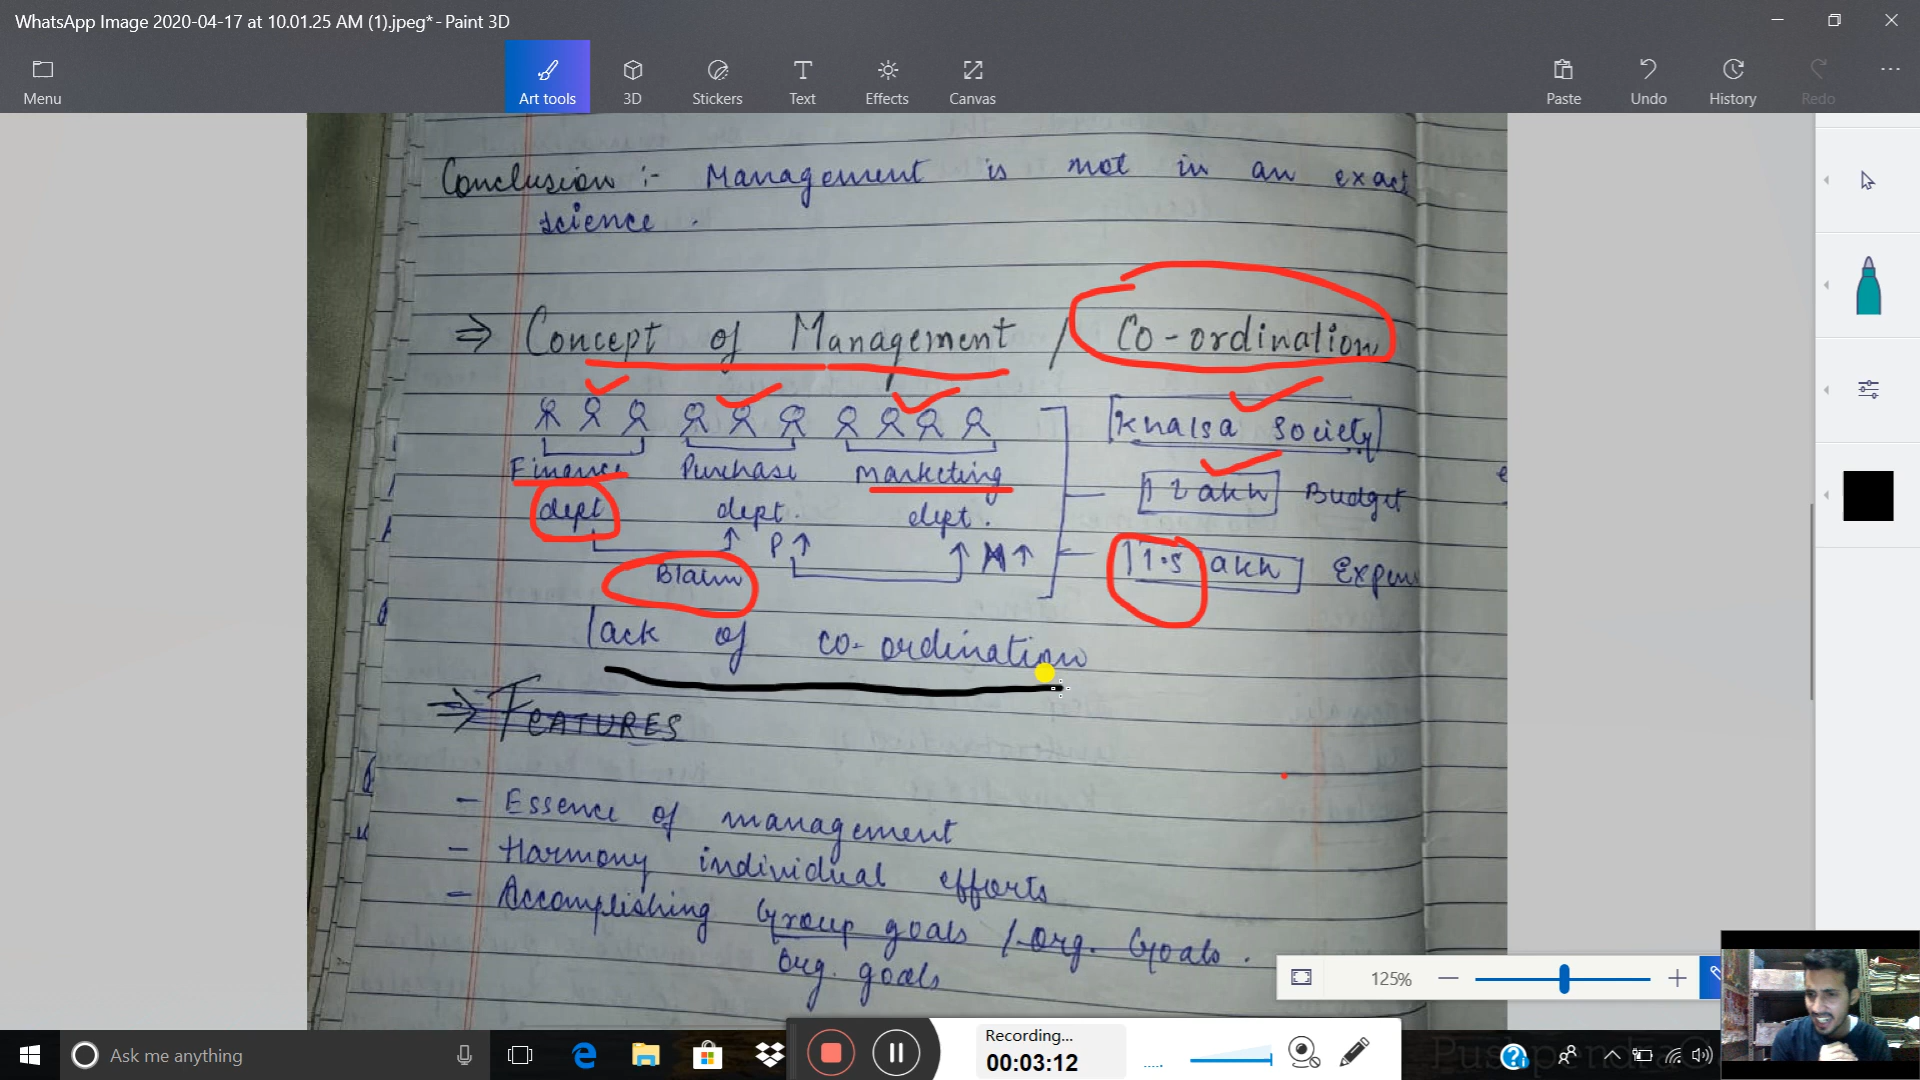 WhatsApp Image 2020-04-17 at 10.01.25 AM (1).jpeg* - Paint 3D
Menu
Art tools
3D
Stickers
Text
Effects
Canvas
Paste
Undo
History
Redo
Conclusion :- Management is not in an exact
science.
⇒ Concept of Management / Co-ordination
Khalsa Society
Finance Purchase Marketing
1 Lakh Budget
dept dept. dept.
P↑ M↑
1.5 Lakh Expen
Blaim
lack of co-ordination
⇒ FEATURES
- Essence of management
- Harmony individual efforts
- Accomplishing Group goals / org. Goals.
Org. goals
125%
Recording...
00:03:12
Ask me anything